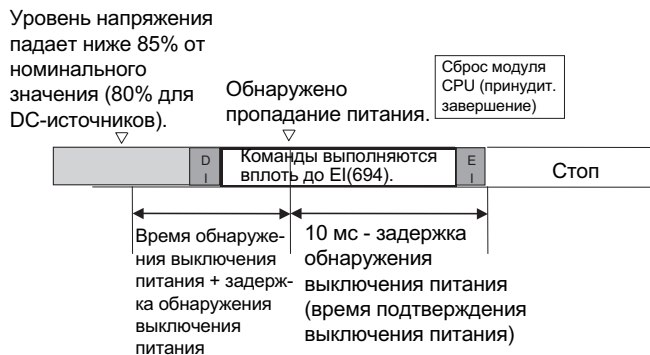 Уровень напряжения
падает ниже 85% от
номинального
значения (80% для
DC-источников).
Обнаружено
пропадание питания.
Сброс модуля
CPU (принудит.
завершение)
D
I
Команды выполняются
вплоть до EI(694).
E
I
Стоп
Время обнаруже-
ния выключения
питания + задерж-
ка обнаружения
выключения
питания
10 мс - задержка
обнаружения
выключения питания
(время подтверждения
выключения питания)